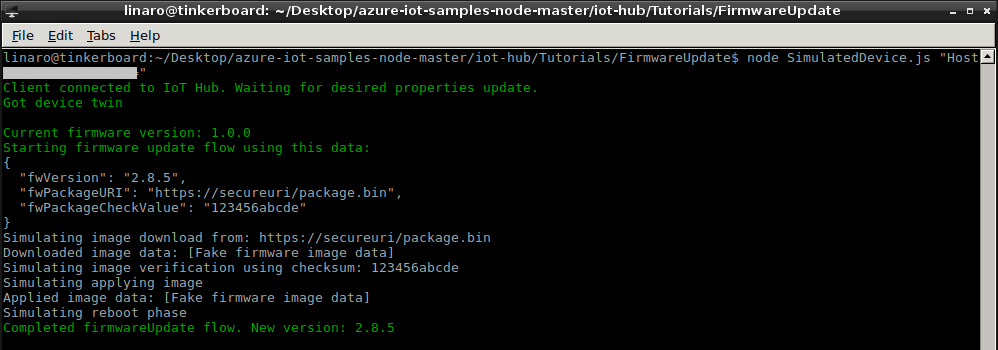 linaro@tinkerboard: ~/Desktop/azure-iot-samples-node-master/iot-hub/Tutorials/FirmwareUpdate
File Edit Tabs Help
linaro@tinkerboard:~/Desktop/azure-iot-samples-node-master/iot-hub/Tutorials/FirmwareUpdate$ node SimulatedDevice.js "Host
"
Client connected to IoT Hub. Waiting for desired properties update.
Got device twin
Current firmware version: 1.0.0
Starting firmware update flow using this data:
{
"fwVersion": "2.8.5",
"fwPackageURI": "https://secureuri/package.bin",
"fwPackageCheckValue": "123456abcde"
}
Simulating image download from: https://secureuri/package.bin
Downloaded image data: [Fake firmware image data]
Simulating image verification using checksum: 123456abcde
Simulating applying image
Applied image data: [Fake firmware image data]
Simulating reboot phase
Completed firmwareUpdate flow. New version: 2.8.5